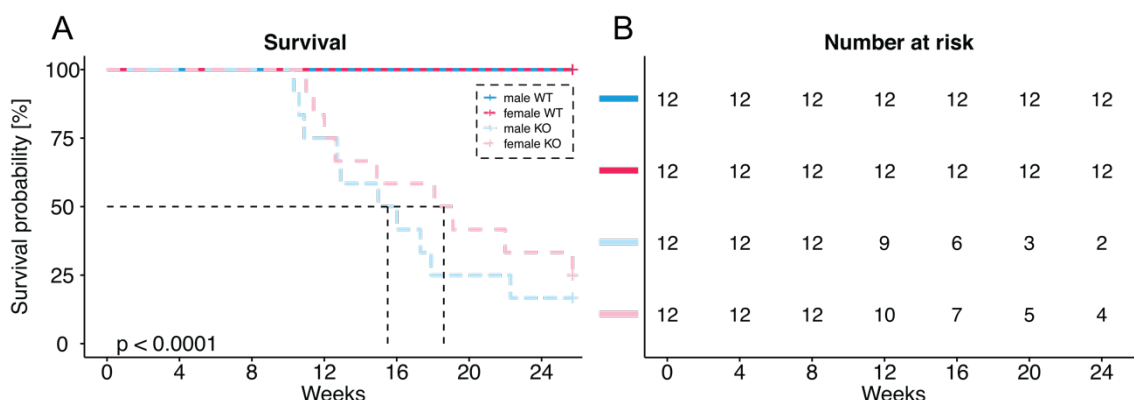 A
Survival
Survival probability [%]
100
75
50
25
0
male WT
female WT
male KO
female KO
p < 0.0001
0 4 8 12 16 20 24
Weeks
B
Number at risk
12 12 12 12 12 12 12
12 12 12 12 12 12 12
12 12 12 9 6 3 2
12 12 12 10 7 5 4
0 4 8 12 16 20 24
Weeks